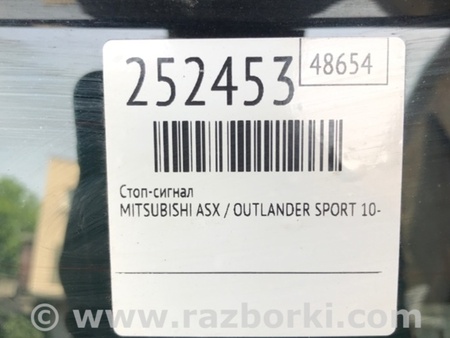 252453
48654
Стоп-сигнал
MITSUBISHI ASX / OUTLANDER SPORT 10-
© www.razborki.com